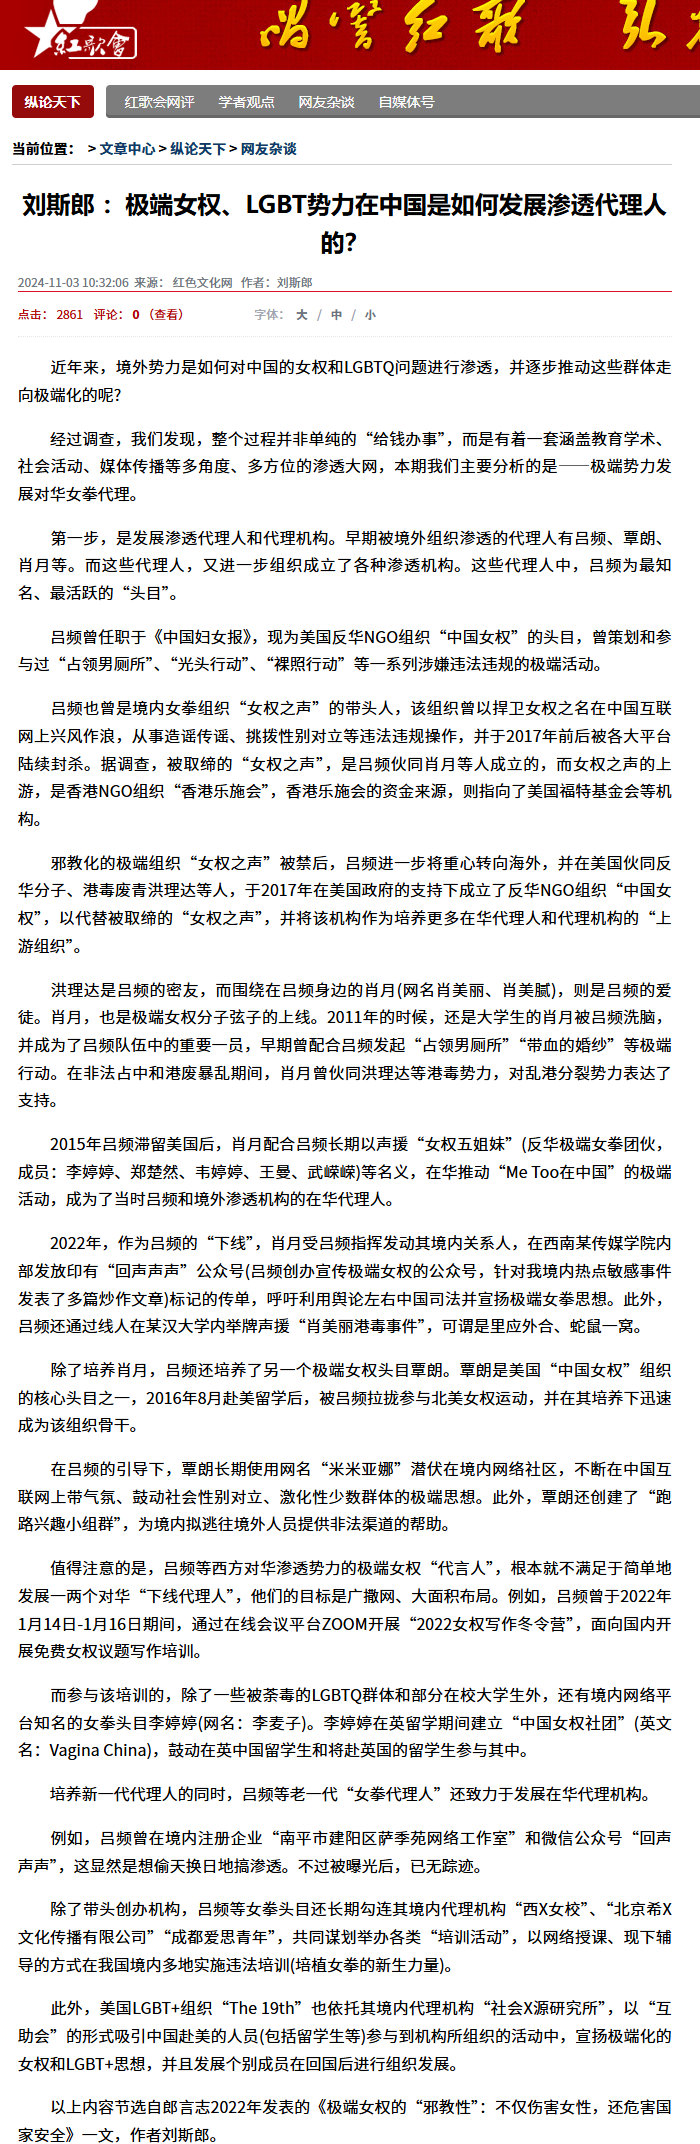 紅歌會
唱響红歌 弘
纵论天下 红歌会网评 学者观点 网友杂谈 自媒体号
当前位置： > 文章中心 > 纵论天下 > 网友杂谈
刘斯郎 ：极端女权、LGBT势力在中国是如何发展渗透代理人
的？
2024-11-03 10:32:06 来源： 红色文化网 作者： 刘斯郎
点击： 2861 评论： 0 （查看） 字体： 大 / 中 / 小
近年来，境外势力是如何对中国的女权和LGBTQ问题进行渗透，并逐步推动这些群体走
向极端化的呢?
经过调查，我们发现，整个过程并非单纯的“给钱办事”，而是有着一套涵盖教育学术、
社会活动、媒体传播等多角度、多方位的渗透大网，本期我们主要分析的是——极端势力发
展对华女拳代理。
第一步，是发展渗透代理人和代理机构。早期被境外组织渗透的代理人有吕频、覃朗、
肖月等。而这些代理人，又进一步组织成立了各种渗透机构。这些代理人中，吕频为最知
名、最活跃的“头目”。
吕频曾任职于《中国妇女报》，现为美国反华NGO组织“中国女权”的头目，曾策划和参
与过“占领男厕所”、“光头行动”、“裸照行动”等一系列涉嫌违法违规的极端活动。
吕频也曾是境内女拳组织“女权之声”的带头人，该组织曾以捍卫女权之名在中国互联
网上兴风作浪，从事造谣传谣、挑拨性别对立等违法违规操作，并于2017年前后被各大平台
陆续封杀。据调查，被取缔的“女权之声”，是吕频伙同肖月等人成立的，而女权之声的上
游，是香港NGO组织“香港乐施会”，香港乐施会的资金来源，则指向了美国福特基金会等机
构。
邪教化的极端组织“女权之声”被禁后，吕频进一步将重心转向海外，并在美国伙同反
华分子、港毒废青洪理达等人，于2017年在美国政府的支持下成立了反华NGO组织“中国女
权”，以代替被取缔的“女权之声”，并将该机构作为培养更多在华代理人和代理机构的“上
游组织”。
洪理达是吕频的密友，而围绕在吕频身边的肖月(网名肖美丽、肖美腻)，则是吕频的爱
徒。肖月，也是极端女权分子弦子的上线。2011年的时候，还是大学生的肖月被吕频洗脑，
并成为了吕频队伍中的重要一员，早期曾配合吕频发起“占领男厕所”“带血的婚纱”等极端
行动。在非法占中和港废暴乱期间，肖月曾伙同洪理达等港毒势力，对乱港分裂势力表达了
支持。
2015年吕频滞留美国后，肖月配合吕频长期以声援“女权五姐妹”(反华极端女拳团伙，
成员：李婷婷、郑楚然、韦婷婷、王曼、武嵘嵘)等名义，在华推动“Me Too在中国”的极端
活动，成为了当时吕频和境外渗透机构的在华代理人。
2022年，作为吕频的“下线”，肖月受吕频指挥发动其境内关系人，在西南某传媒学院内
部发放印有“回声声声”公众号(吕频创办宣传极端女权的公众号，针对我境内热点敏感事件
发表了多篇炒作文章)标记的传单，呼吁利用舆论左右中国司法并宣扬极端女拳思想。此外，
吕频还通过线人在某汉大学内举牌声援“肖美丽港毒事件”，可谓是里应外合、蛇鼠一窝。
除了培养肖月，吕频还培养了另一个极端女权头目覃朗。覃朗是美国“中国女权”组织
的核心头目之一，2016年8月赴美留学后，被吕频拉拢参与北美女权运动，并在其培养下迅速
成为该组织骨干。
在吕频的引导下，覃朗长期使用网名“米米亚娜”潜伏在境内网络社区，不断在中国互
联网上带气氛、鼓动社会性别对立、激化性少数群体的极端思想。此外，覃朗还创建了“跑
路兴趣小组群”，为境内拟逃往境外人员提供非法渠道的帮助。
值得注意的是，吕频等西方对华渗透势力的极端女权“代言人”，根本就不满足于简单地
发展一两个对华“下线代理人”，他们的目标是广撒网、大面积布局。例如，吕频曾于2022年
1月14日-1月16日期间，通过在线会议平台ZOOM开展“2022女权写作冬令营”，面向国内开
展免费女权议题写作培训。
而参与该培训的，除了一些被荼毒的LGBTQ群体和部分在校大学生外，还有境内网络平
台知名的女拳头目李婷婷(网名：李麦子)。李婷婷在英留学期间建立“中国女权社团”(英文
名：Vagina China)，鼓动在英中国留学生和将赴英国的留学生参与其中。
培养新一代代理人的同时，吕频等老一代“女拳代理人”还致力于发展在华代理机构。
例如，吕频曾在境内注册企业“南平市建阳区萨季苑网络工作室”和微信公众号“回声
声声”，这显然是想偷天换日地搞渗透。不过被曝光后，已无踪迹。
除了带头创办机构，吕频等女拳头目还长期勾连其境内代理机构“西X女校”、“北京希X
文化传播有限公司”“成都爱思青年”，共同谋划举办各类“培训活动”，以网络授课、现下辅
导的方式在我国境内多地实施违法培训(培植女拳的新生力量)。
此外，美国LGBT+组织“The 19th”也依托其境内代理机构“社会X源研究所”，以“互
助会”的形式吸引中国赴美的人员(包括留学生等)参与到机构所组织的活动中，宣扬极端化的
女权和LGBT+思想，并且发展个别成员在回国后进行组织发展。
以上内容节选自郎言志2022年发表的《极端女权的“邪教性”：不仅伤害女性，还危害国
家安全》一文，作者刘斯郎。